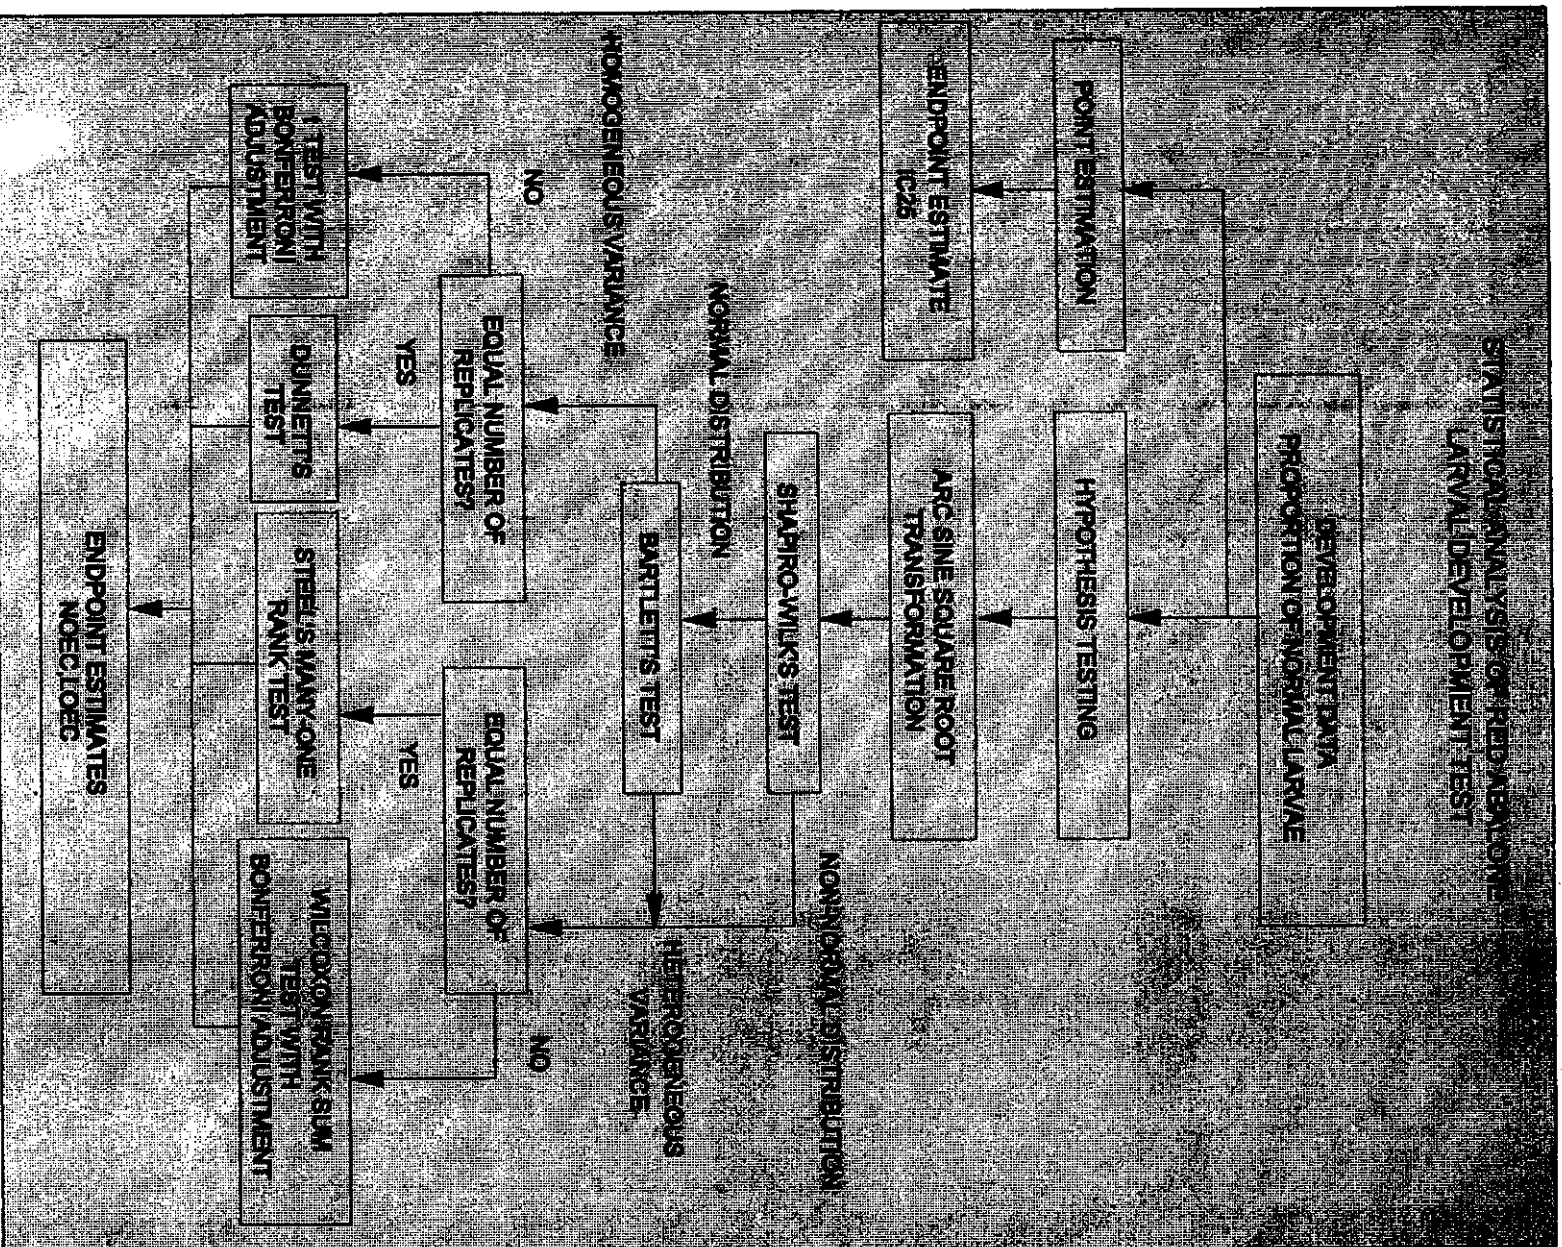 STATISTICAL ANALYSIS OF RED ABALONE
LARVAL DEVELOPMENT TEST
DEVELOPMENT DATA
PROPORTION OF NORMAL LARVAE
POINT ESTIMATION
HYPOTHESIS TESTING
ENDPOINT ESTIMATE
IC25
ARC SINE SQUARE ROOT
TRANSFORMATION
SHAPIRO-WILKS TEST
NON-NORMAL DISTRIBUTION
NORMAL DISTRIBUTION
BARTLETT'S TEST
HETEROGENEOUS
VARIANCE
HOMOGENEOUS VARIANCE
EQUAL NUMBER OF
REPLICATES?
EQUAL NUMBER OF
REPLICATES?
NO
YES
YES
NO
T TEST WITH
BONFERRONI
ADJUSTMENT
DUNNETT'S
TEST
STEEL'S MANY-ONE
RANK TEST
WILCOXON RANK SUM
TEST WITH
BONFERRONI ADJUSTMENT
ENDPOINT ESTIMATES
NOEC, LOEC